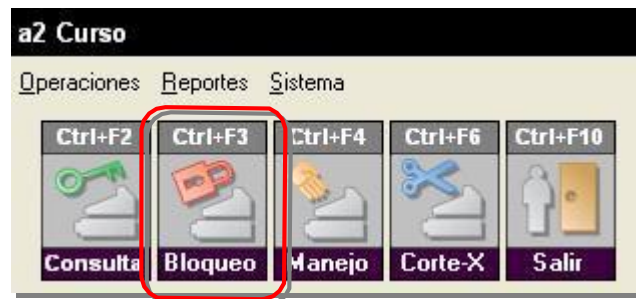 a2 Curso
Operaciones Reportes Sistema
Ctrl+F2 Ctrl+F3 Ctrl+F4 Ctrl+F6 Ctrl+F10
Consulta Bloqueo Manejo Corte-X Salir